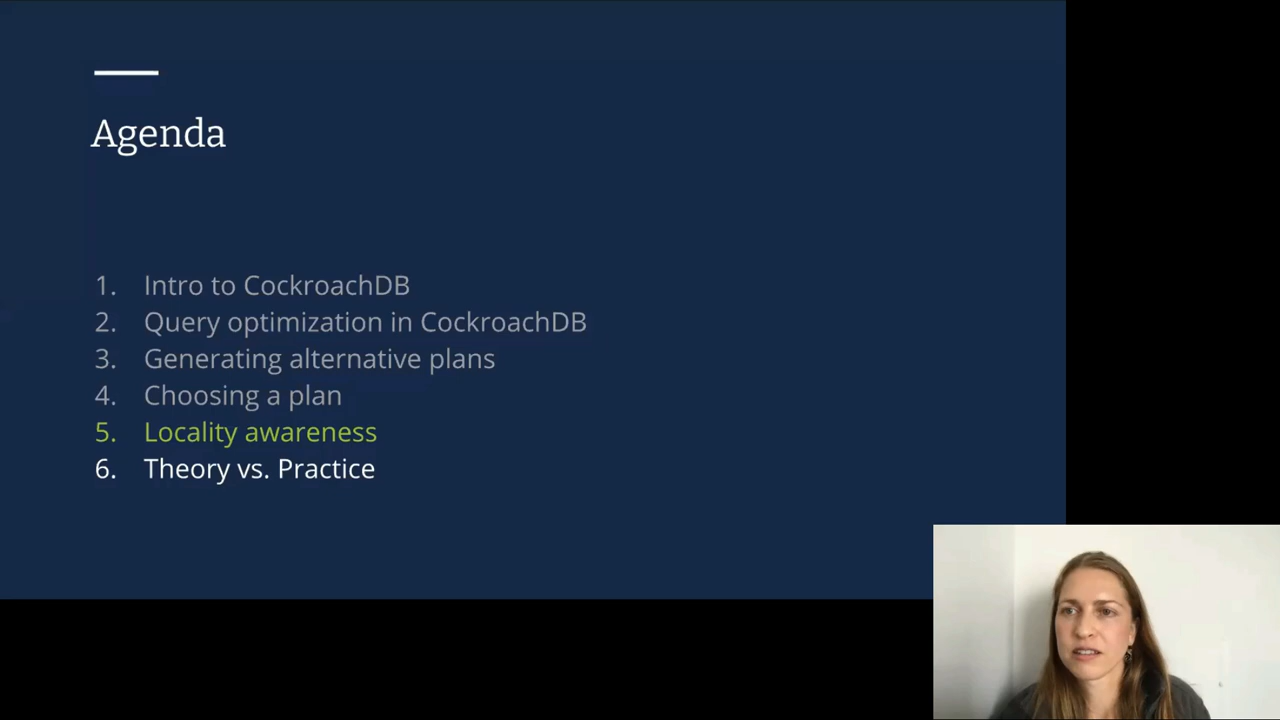 Agenda
1. Intro to CockroachDB
2. Query optimization in CockroachDB
3. Generating alternative plans
4. Choosing a plan
5. Locality awareness
6. Theory vs. Practice